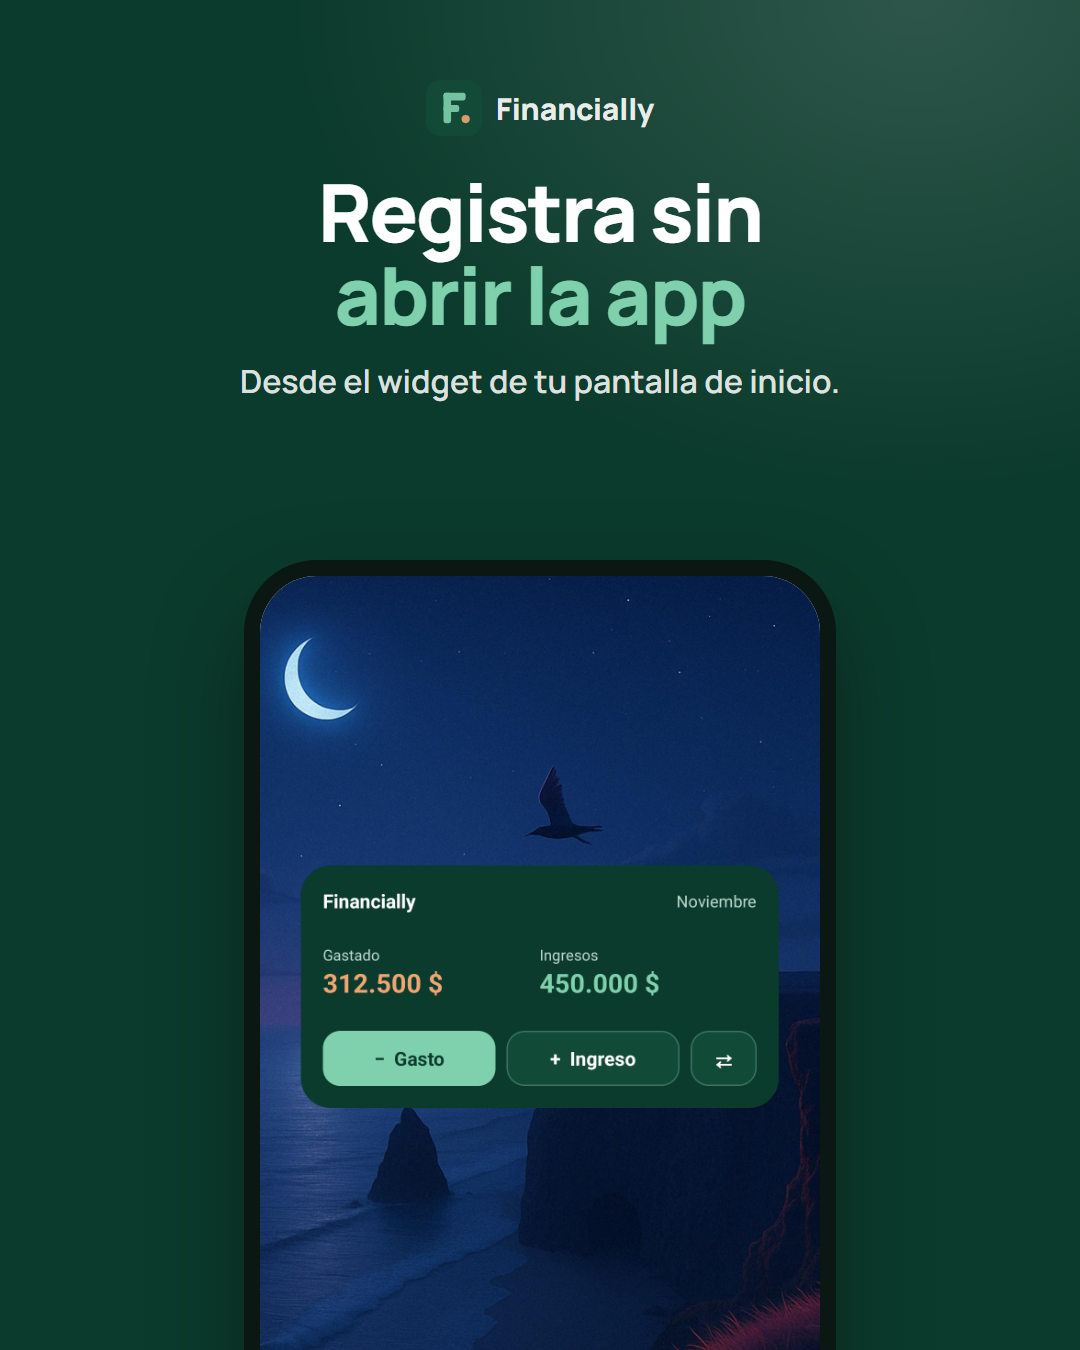 F.
Financially
Registra sin
abrir la app
Desde el widget de tu pantalla de inicio.
Financially
Noviembre
Gastado
Ingresos
312.500 $
450.000 $
− Gasto
+ Ingreso
⇄